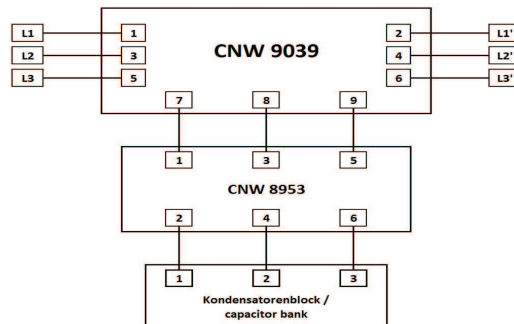 L1 1 CNW 9039 2 L1'
L2 3 4 L2'
L3 5 6 L3'
7 8 9
1 3 5
CNW 8953
2 4 6
1 2 3
Kondensatorenblock /
capacitor bank